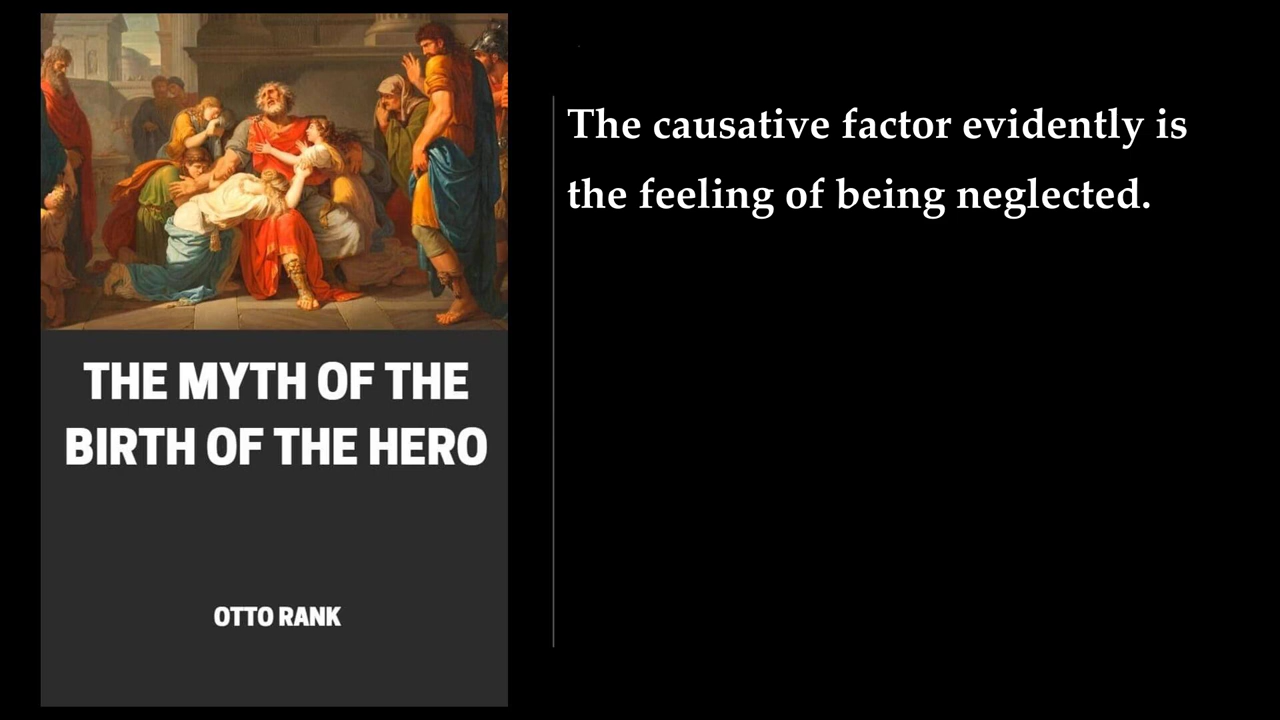 THE MYTH OF THE
BIRTH OF THE HERO
OTTO RANK
The causative factor evidently is
the feeling of being neglected.